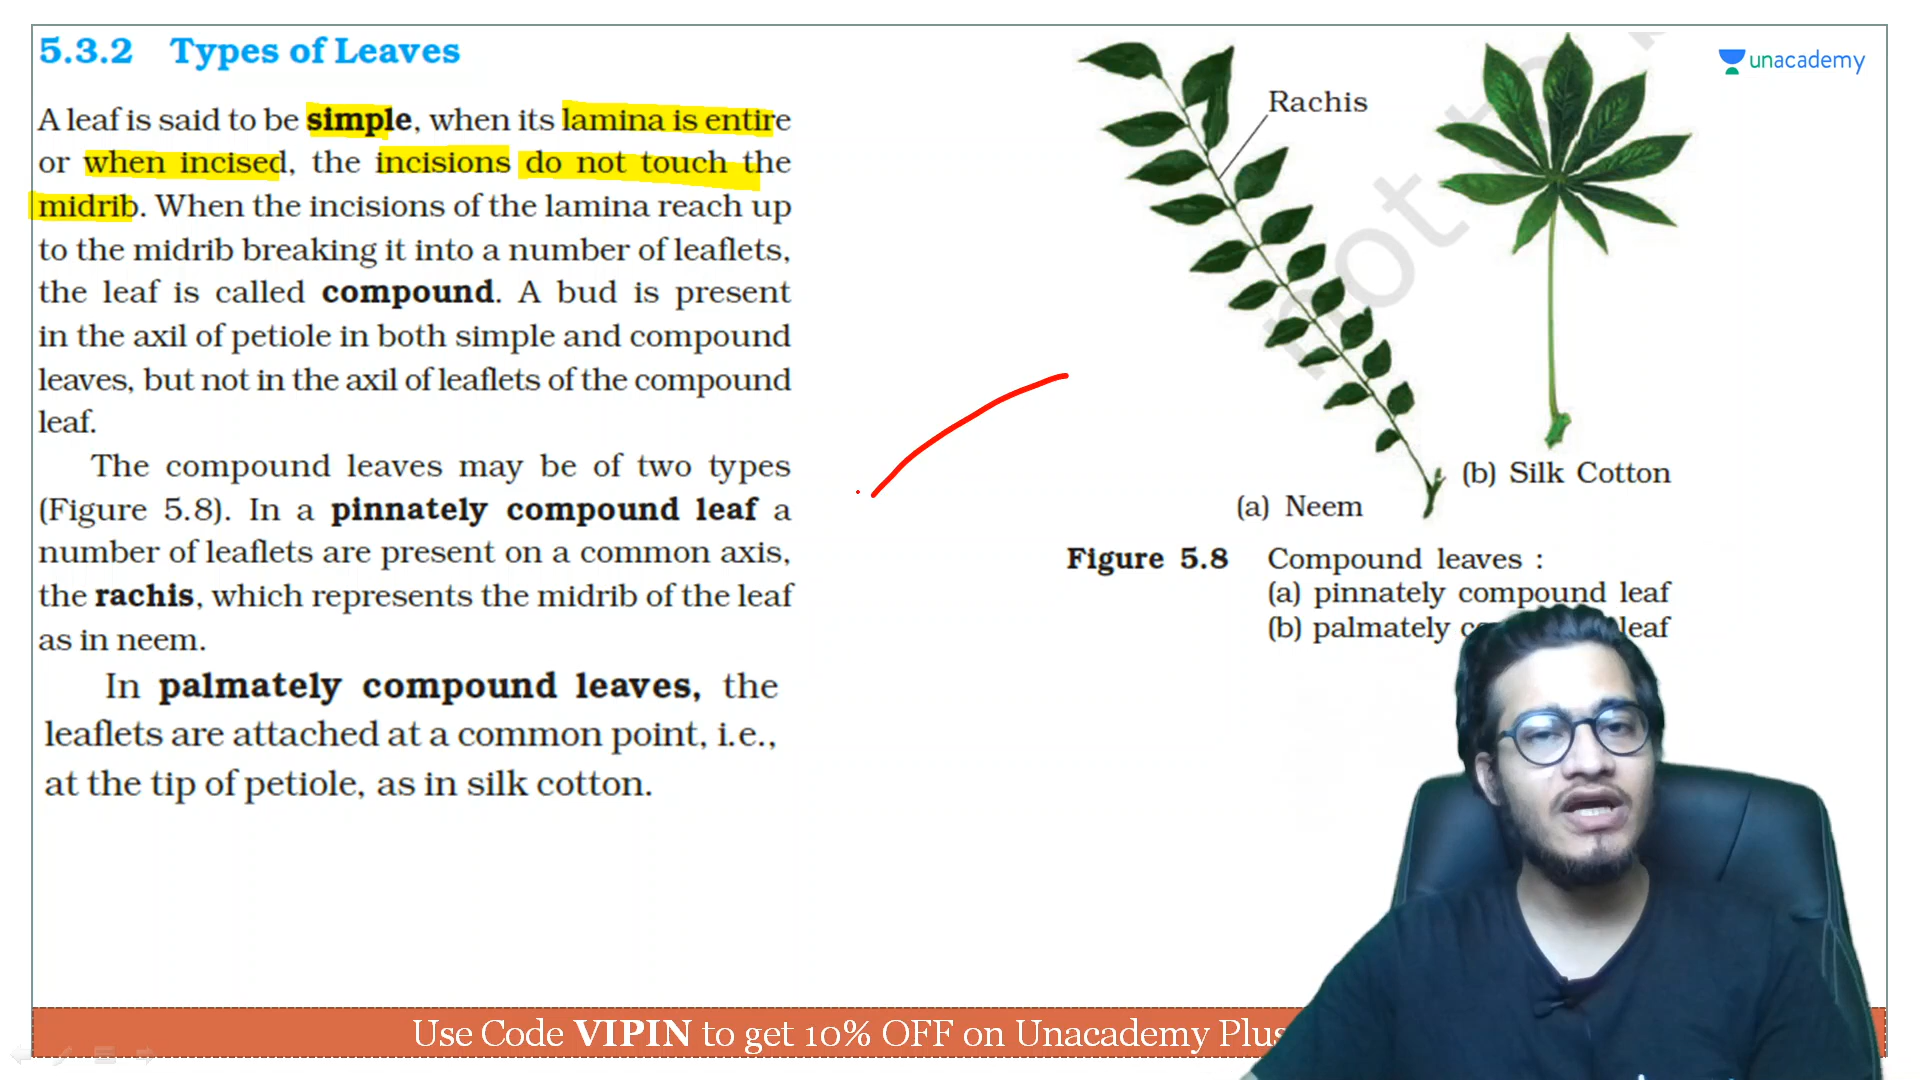 5.3.2 Types of Leaves
A leaf is said to be simple, when its lamina is entire
or when incised, the incisions do not touch the
midrib. When the incisions of the lamina reach up
to the midrib breaking it into a number of leaflets,
the leaf is called compound. A bud is present
in the axil of petiole in both simple and compound
leaves, but not in the axil of leaflets of the compound
leaf.
The compound leaves may be of two types
(Figure 5.8). In a pinnately compound leaf a
number of leaflets are present on a common axis,
the rachis, which represents the midrib of the leaf
as in neem.
In palmately compound leaves, the
leaflets are attached at a common point, i.e.,
at the tip of petiole, as in silk cotton.
Rachis
not to
(b) Silk Cotton
(a) Neem
Figure 5.8 Compound leaves :
(a) pinnately compound leaf
(b) palmately leaf
unacademy
Use Code VIPIN to get 10% OFF on Unacademy Plus